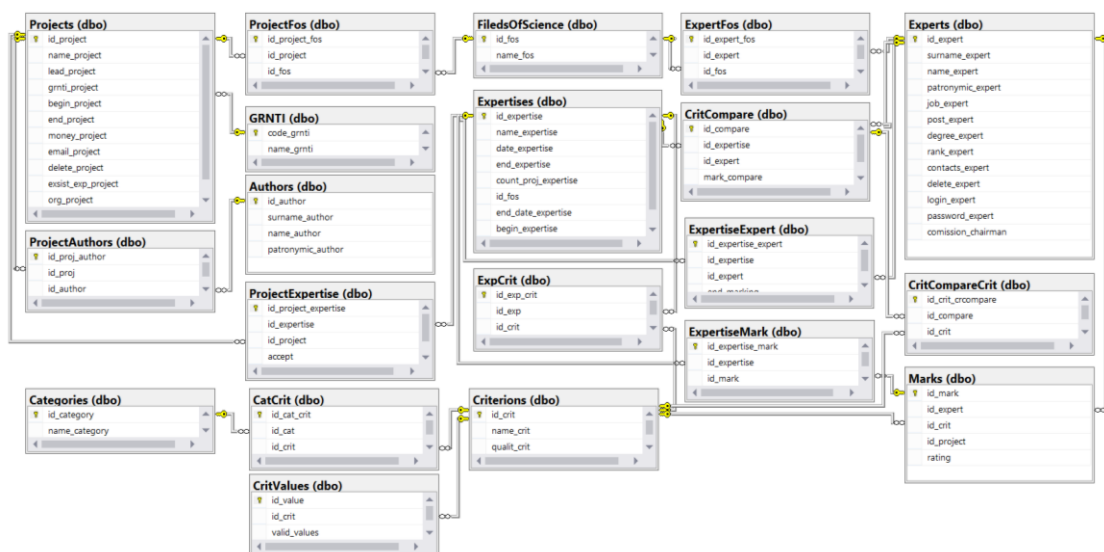 Projects (dbo)
id_project
name_project
lead_project
grnti_project
begin_project
end_project
money_project
email_project
delete_project
exsist_exp_project
org_project
ProjectFos (dbo)
id_project_fos
id_project
id_fos
FiledsOfScience (dbo)
id_fos
name_fos
ExpertFos (dbo)
id_expert_fos
id_expert
id_fos
Experts (dbo)
id_expert
surname_expert
name_expert
patronymic_expert
job_expert
post_expert
degree_expert
rank_expert
contacts_expert
delete_expert
login_expert
password_expert
comission_chairman
GRNTI (dbo)
code_grnti
name_grnti
Expertises (dbo)
id_expertise
name_expertise
date_expertise
end_expertise
count_proj_expertise
id_fos
end_date_expertise
begin_expertise
CritCompare (dbo)
id_compare
id_expertise
id_expert
mark_compare
Authors (dbo)
id_author
surname_author
name_author
patronymic_author
ProjectAuthors (dbo)
id_proj_author
id_proj
id_author
ExpertiseExpert (dbo)
id_expertise_expert
id_expertise
id_expert
end_marking
ProjectExpertise (dbo)
id_project_expertise
id_expertise
id_project
accept
ExpCrit (dbo)
id_exp_crit
id_exp
id_crit
CritCompareCrit (dbo)
id_crit_crcompare
id_compare
id_crit
ExpertiseMark (dbo)
id_expertise_mark
id_expertise
id_mark
Marks (dbo)
id_mark
id_expert
id_crit
id_project
rating
Categories (dbo)
id_category
name_category
CatCrit (dbo)
id_cat_crit
id_cat
id_crit
Criterions (dbo)
id_crit
name_crit
qualit_crit
CritValues (dbo)
id_value
id_crit
valid_values